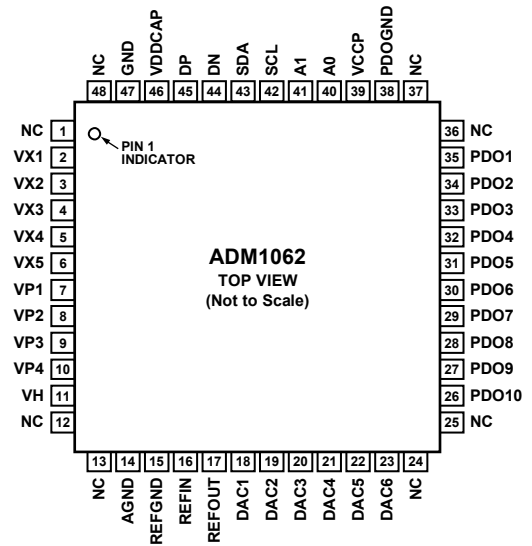 NC GND VDDCAP DP DN SDA SCL A1 A0 VCCP PDOGND NC
48 47 46 45 44 43 42 41 40 39 38 37
NC 1
VX1 2
VX2 3
VX3 4
VX4 5
VX5 6
VP1 7
VP2 8
VP3 9
VP4 10
VH 11
NC 12
PIN 1
INDICATOR
ADM1062
TOP VIEW
(Not to Scale)
36 NC
35 PDO1
34 PDO2
33 PDO3
32 PDO4
31 PDO5
30 PDO6
29 PDO7
28 PDO8
27 PDO9
26 PDO10
25 NC
13 14 15 16 17 18 19 20 21 22 23 24
NC AGND REFGND REFIN REFOUT DAC1 DAC2 DAC3 DAC4 DAC5 DAC6 NC